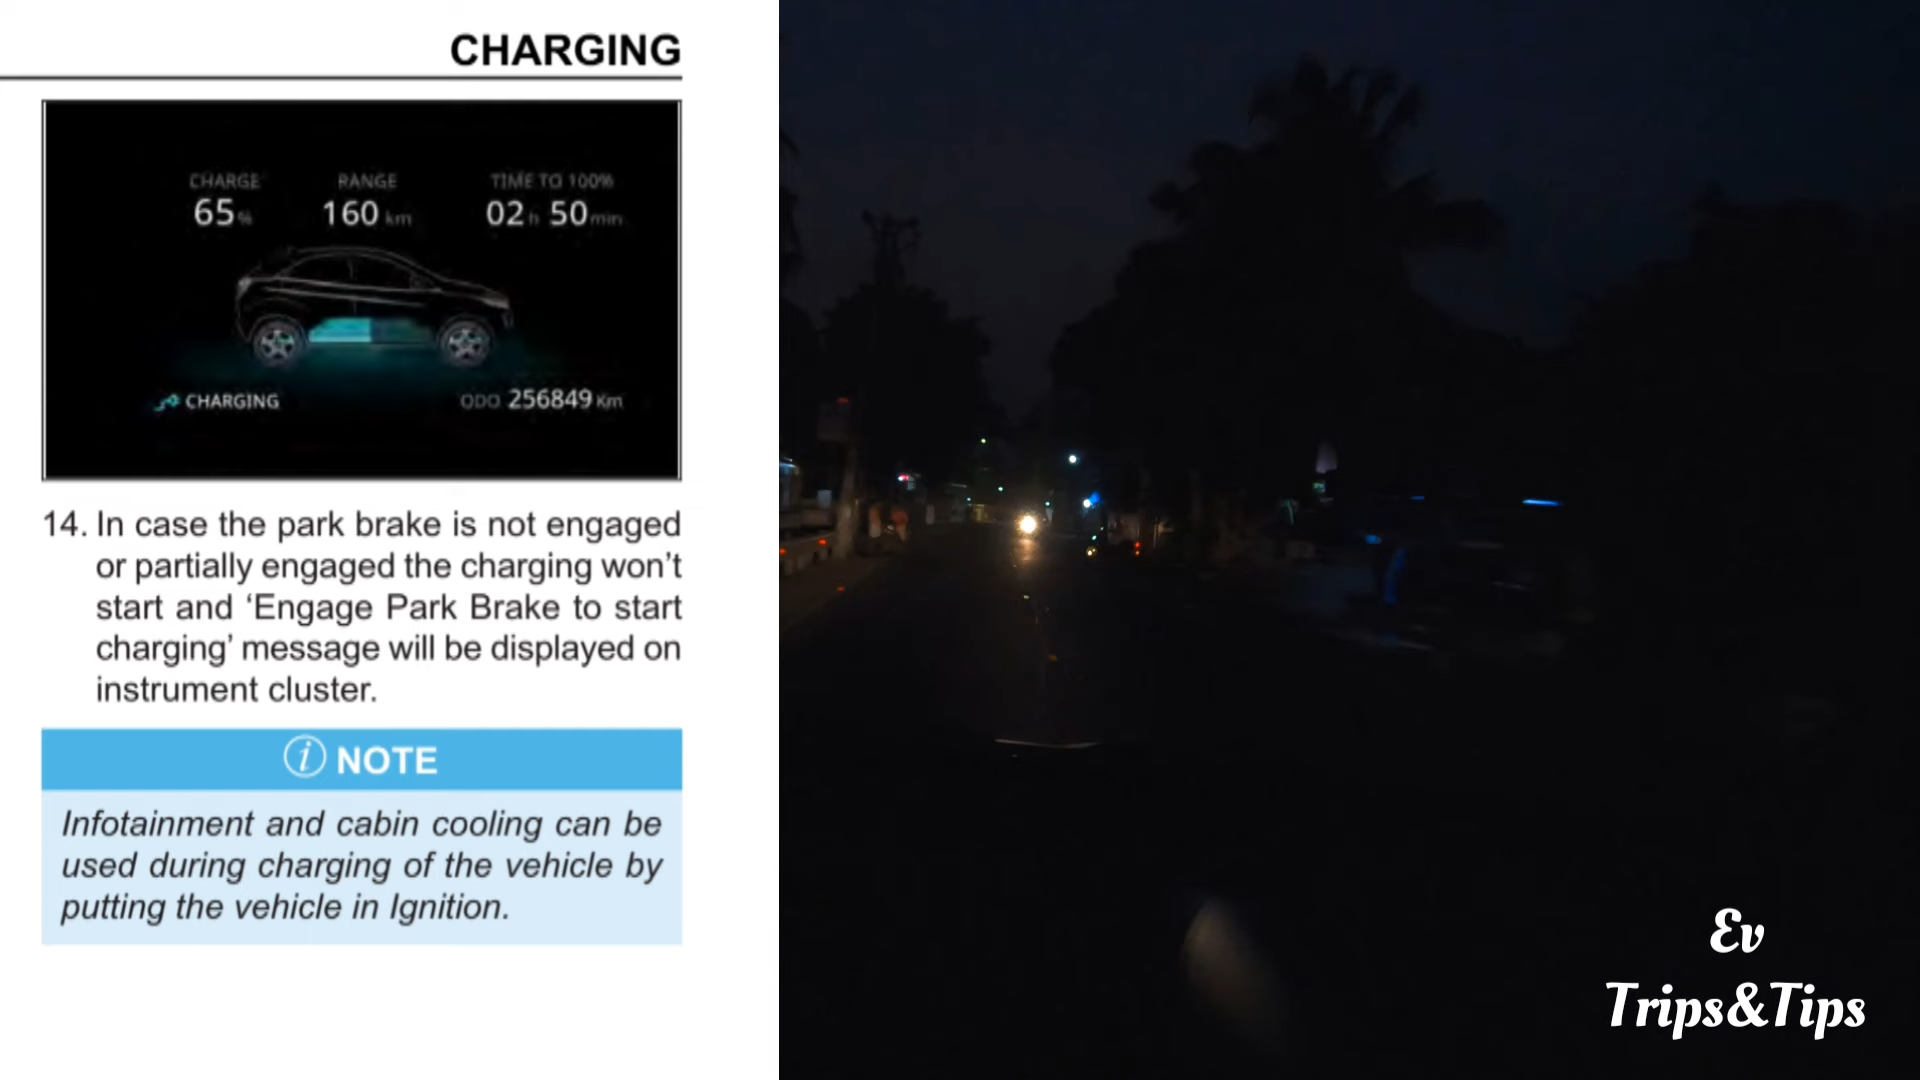 CHARGING
CHARGE RANGE TIME TO 100%
65 % 160 km 02 h 50 min
CHARGING ODO 256849 Km
14. In case the park brake is not engaged
or partially engaged the charging won’t
start and ‘Engage Park Brake to start
charging’ message will be displayed on
instrument cluster.
i NOTE
Infotainment and cabin cooling can be
used during charging of the vehicle by
putting the vehicle in Ignition.
Ev
Trips&Tips